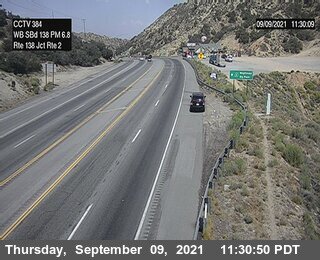 CCTV 384
WB SBd 138 PM 6.8
Rte 138 Jct Rte 2
09/09/2021 11:30:09
Thursday, September 09, 2021 11:30:50 PDT